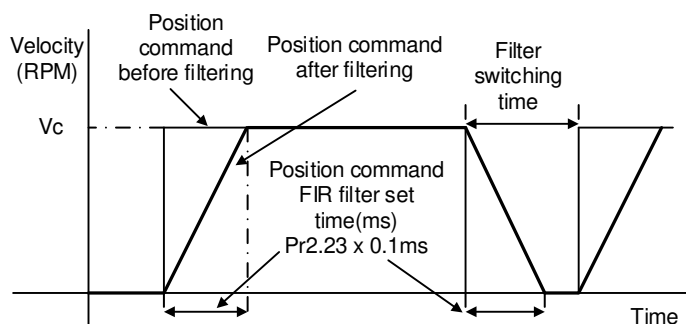 Velocity
(RPM)
Position
command
before filtering
Position command
after filtering
Filter
switching
time
Vc
Position command
FIR filter set
time(ms)
Pr2.23 x 0.1ms
Time